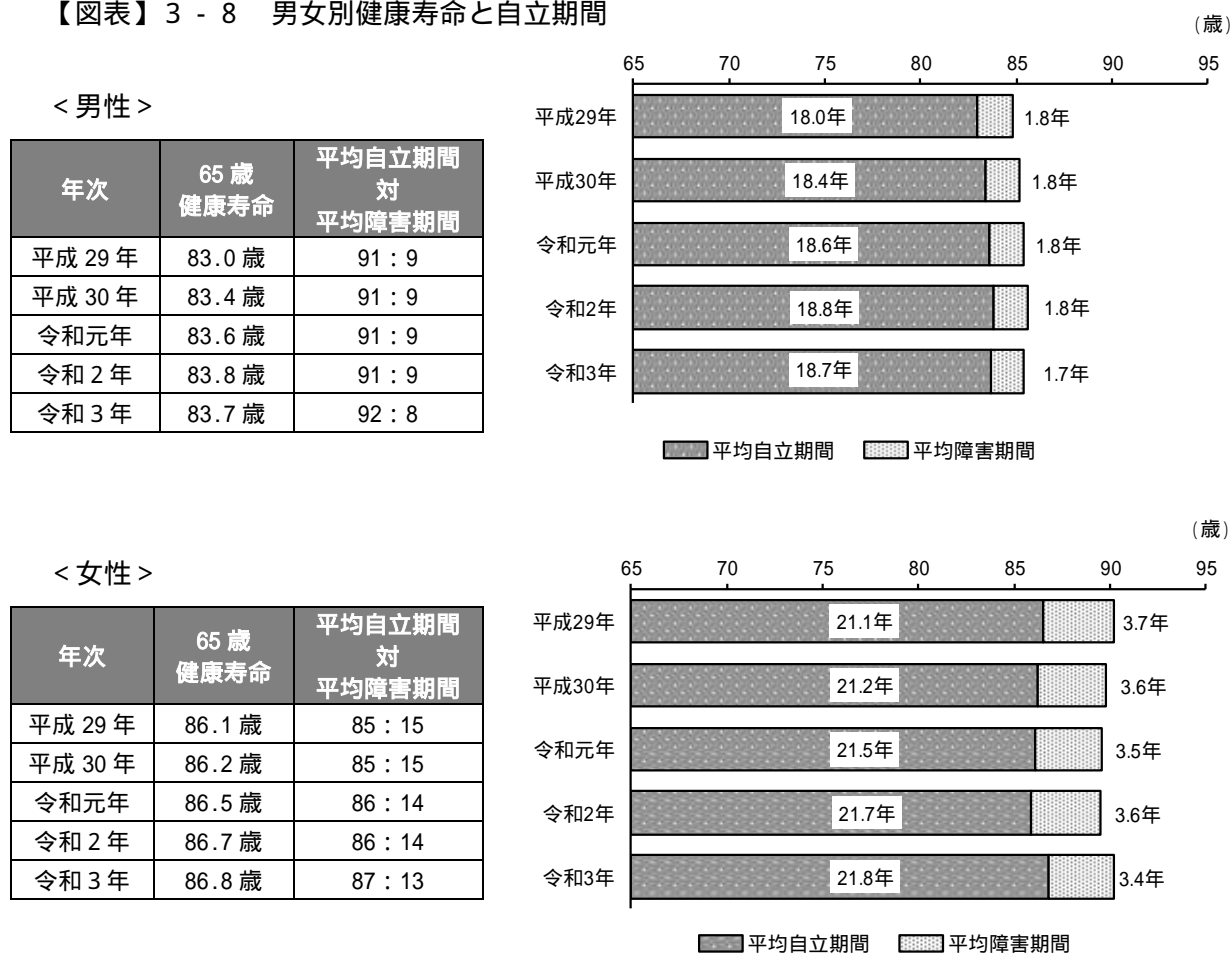 【図表】３‐８　男女別健康寿命と自立期間
<男性>
年次
65歳
健康寿命
平均自立期間
対
平均障害期間
平成29年 83.0歳 91：9
平成30年 83.4歳 91：9
令和元年 83.6歳 91：9
令和２年 83.8歳 91：9
令和３年 83.7歳 92：8
(歳)
65 70 75 80 85 90 95
平成29年 18.0年 1.8年
平成30年 18.4年 1.8年
令和元年 18.6年 1.8年
令和2年 18.8年 1.8年
令和3年 18.7年 1.7年
平均自立期間 平均障害期間
<女性>
年次
65歳
健康寿命
平均自立期間
対
平均障害期間
平成29年 86.1歳 85：15
平成30年 86.2歳 85：15
令和元年 86.5歳 86：14
令和２年 86.7歳 86：14
令和３年 86.8歳 87：13
(歳)
65 70 75 80 85 90 95
平成29年 21.1年 3.7年
平成30年 21.2年 3.6年
令和元年 21.5年 3.5年
令和2年 21.7年 3.6年
令和3年 21.8年 3.4年
平均自立期間 平均障害期間